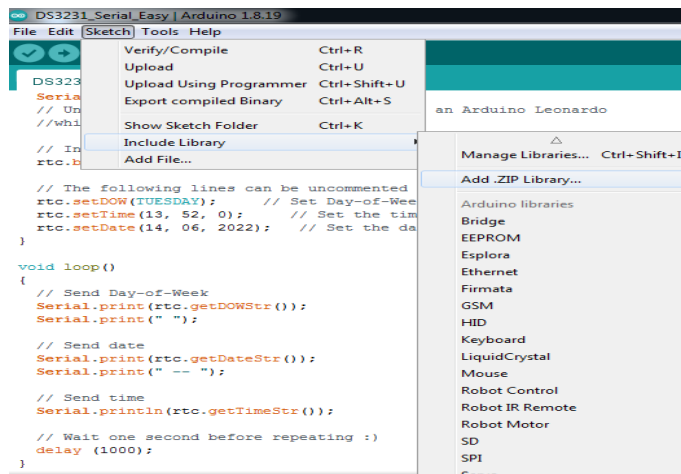 DS3231_Serial_Easy | Arduino 1.8.19
File Edit Sketch Tools Help
Verify/Compile Ctrl+R
Upload Ctrl+U
Upload Using Programmer Ctrl+Shift+U
Export compiled Binary Ctrl+Alt+S
Show Sketch Folder Ctrl+K
Include Library
Add File...
Manage Libraries... Ctrl+Shift+I
Add .ZIP Library...
Arduino libraries
Bridge
EEPROM
Esplora
Ethernet
Firmata
GSM
HID
Keyboard
LiquidCrystal
Mouse
Robot Control
Robot IR Remote
Robot Motor
SD
SPI
DS323
Seria
// Un an Arduino Leonardo
//whi
// In
rtc.b
// The following lines can be uncommented
rtc.setDOW(TUESDAY); // Set Day-of-Wee
rtc.setTime(13, 52, 0); // Set the tim
rtc.setDate(14, 06, 2022); // Set the da
}
void loop()
{
// Send Day-of-Week
Serial.print(rtc.getDOWStr());
Serial.print(" ");
// Send date
Serial.print(rtc.getDateStr());
Serial.print(" -- ");
// Send time
Serial.println(rtc.getTimeStr());
// Wait one second before repeating :)
delay (1000);
}